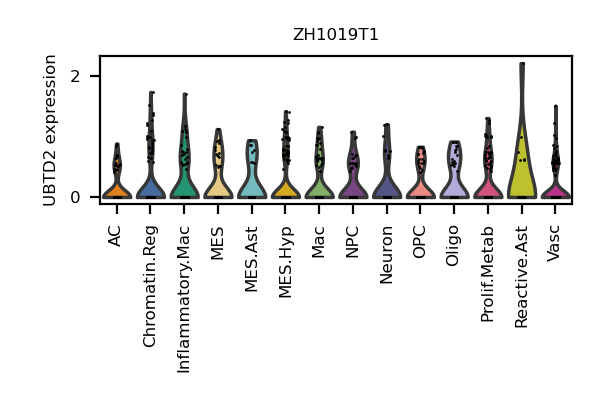 ZH1019T1
UBTD2 expression
2
0
AC
Chromatin.Reg
Inflammatory.Mac
MES
MES.Ast
MES.Hyp
Mac
NPC
Neuron
OPC
Oligo
Prolif.Metab
Reactive.Ast
Vasc